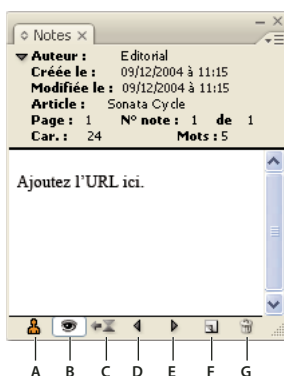 Notes
Auteur : Editorial
Créée le : 09/12/2004 à 11:15
Modifiée le : 09/12/2004 à 11:15
Article : Sonata Cycle
Page : 1 Nº note : 1 de 1
Car. : 24 Mots : 5
Ajoutez l’URL ici.
A B C D E F G